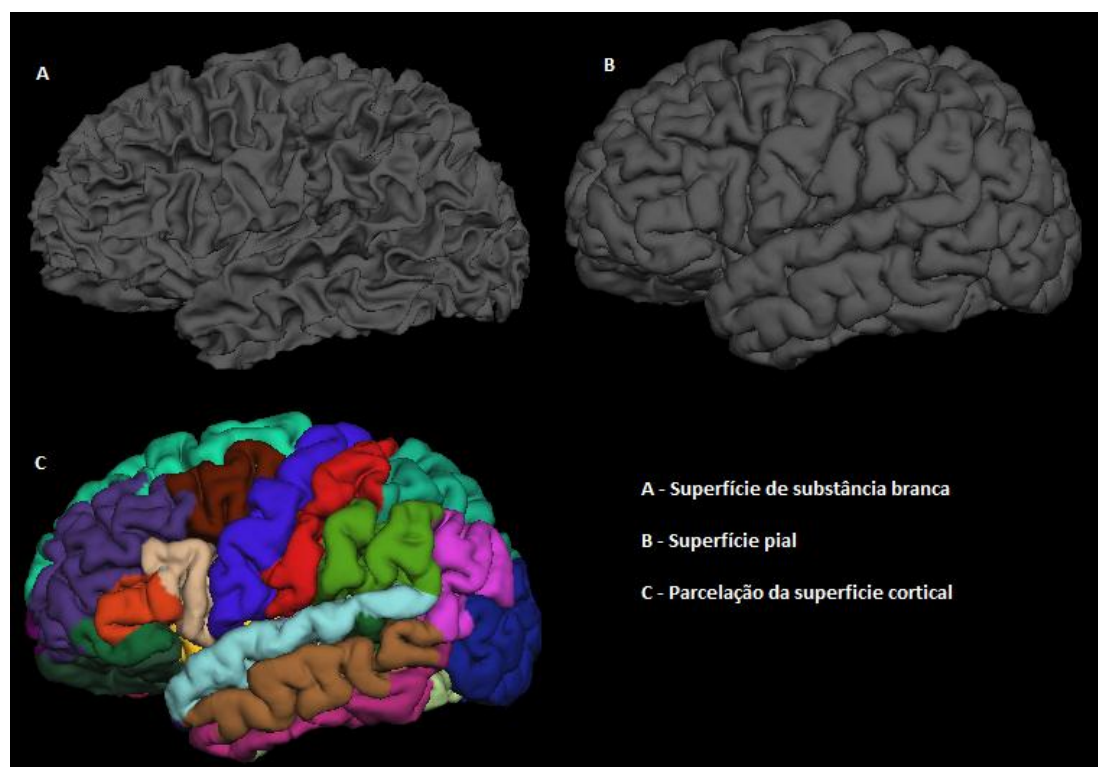 A
B
C
A - Superfície de substância branca
B - Superfície pial
C - Parcelação da superficie cortical